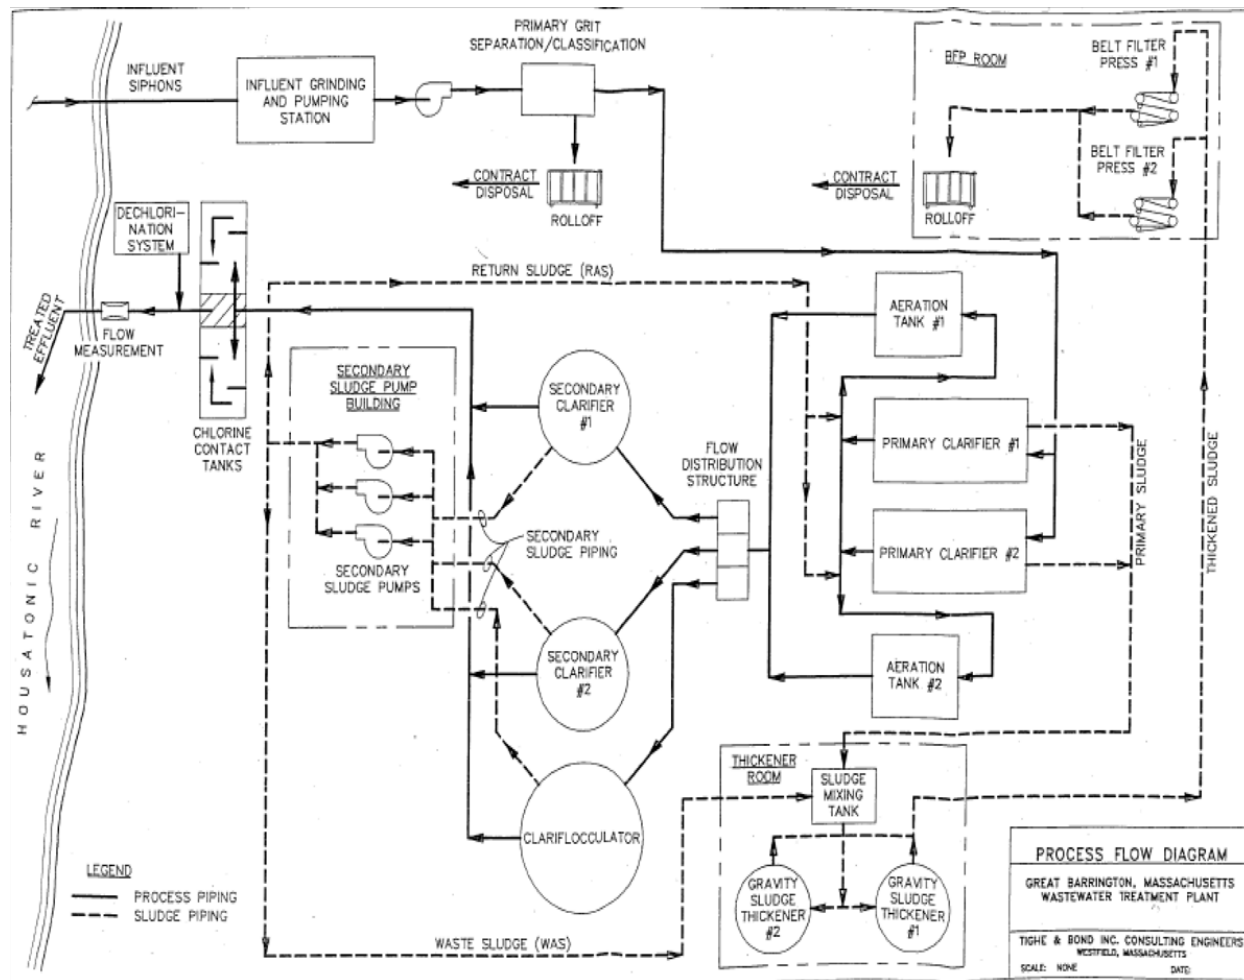 PRIMARY GRIT
SEPARATION/CLASSIFICATION
INFLUENT
SIPHONS
INFLUENT GRINDING
AND PUMPING
STATION
CONTRACT
DISPOSAL
ROLLOFF
BFP ROOM
BELT FILTER
PRESS #1
BELT FILTER
PRESS #2
CONTRACT
DISPOSAL
ROLLOFF
DECHLORI-
NATION
SYSTEM
TREATED
EFFLUENT
FLOW
MEASUREMENT
CHLORINE
CONTACT
TANKS
HOUSATONIC RIVER
RETURN SLUDGE (RAS)
SECONDARY
SLUDGE PUMP
BUILDING
SECONDARY
SLUDGE PUMPS
SECONDARY
CLARIFIER
#1
SECONDARY
SLUDGE PIPING
SECONDARY
CLARIFIER
#2
CLARIFLOCCULATOR
FLOW
DISTRIBUTION
STRUCTURE
AERATION
TANK #1
PRIMARY CLARIFIER #1
PRIMARY CLARIFIER #2
AERATION
TANK #2
PRIMARY SLUDGE
THICKENED SLUDGE
THICKENER
ROOM
SLUDGE
MIXING
TANK
GRAVITY
SLUDGE
THICKENER
#2
GRAVITY
SLUDGE
THICKENER
#1
WASTE SLUDGE (WAS)
LEGEND
PROCESS PIPING
SLUDGE PIPING
PROCESS FLOW DIAGRAM
GREAT BARRINGTON, MASSACHUSETTS
WASTEWATER TREATMENT PLANT
TIGHE & BOND INC. CONSULTING ENGINEERS
WESTFIELD, MASSACHUSETTS
SCALE: NONE DATE: